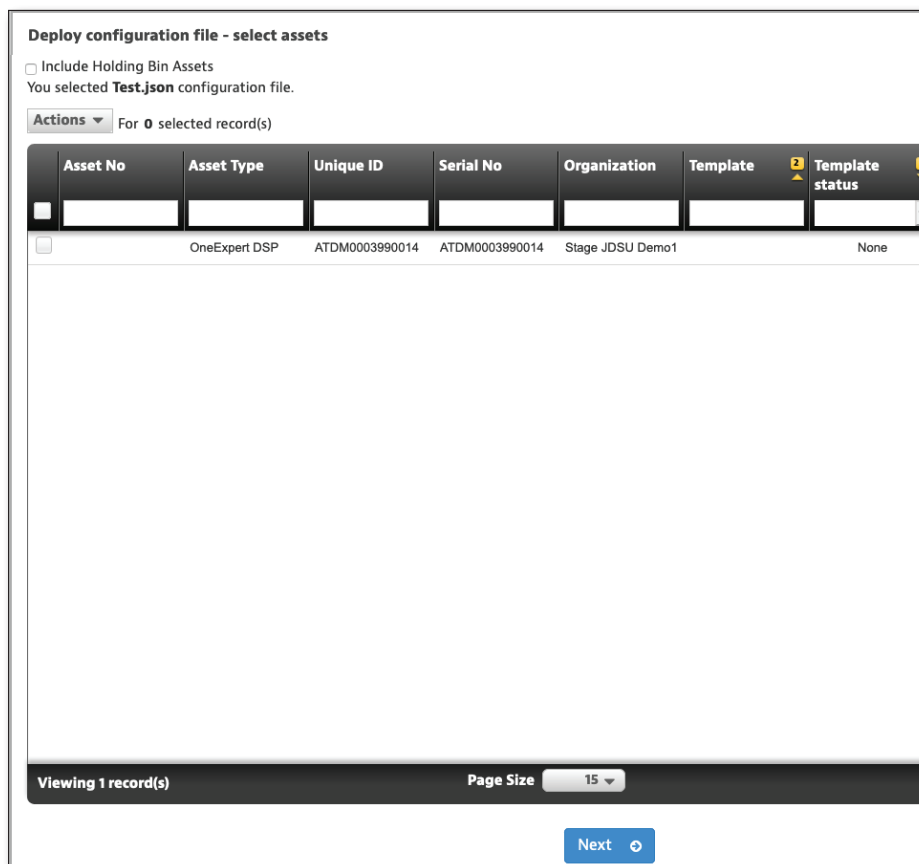 Deploy configuration file - select assets
Include Holding Bin Assets
You selected Test.json configuration file.
Actions For 0 selected record(s)
Asset No Asset Type Unique ID Serial No Organization Template 2 Template status
OneExpert DSP ATDM0003990014 ATDM0003990014 Stage JDSU Demo1 None
Viewing 1 record(s) Page Size 15
Next